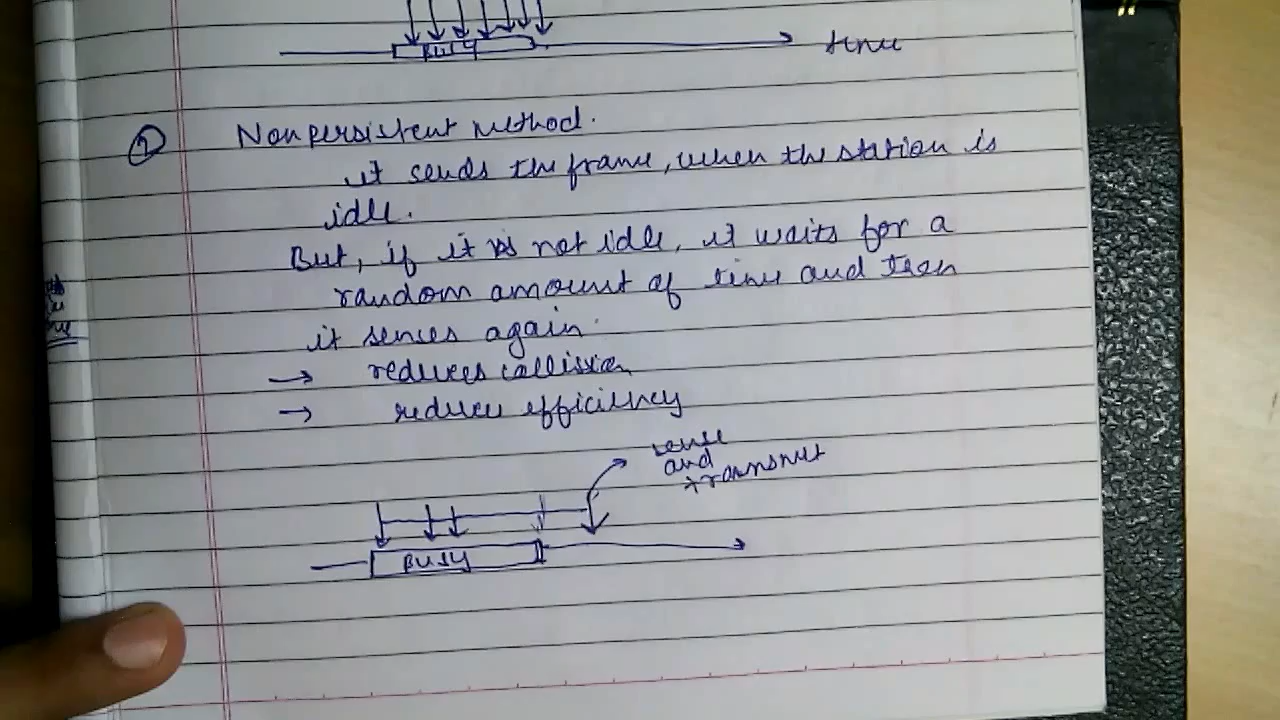 BUSY
time
② Nonpersistent method.
it sends the frame, when the station is
idle.
But, if it is not idle, it waits for a
random amount of time and then
it senses again.
→ reduces collision
→ reduce efficiency
sense
and
transmit
BUSY